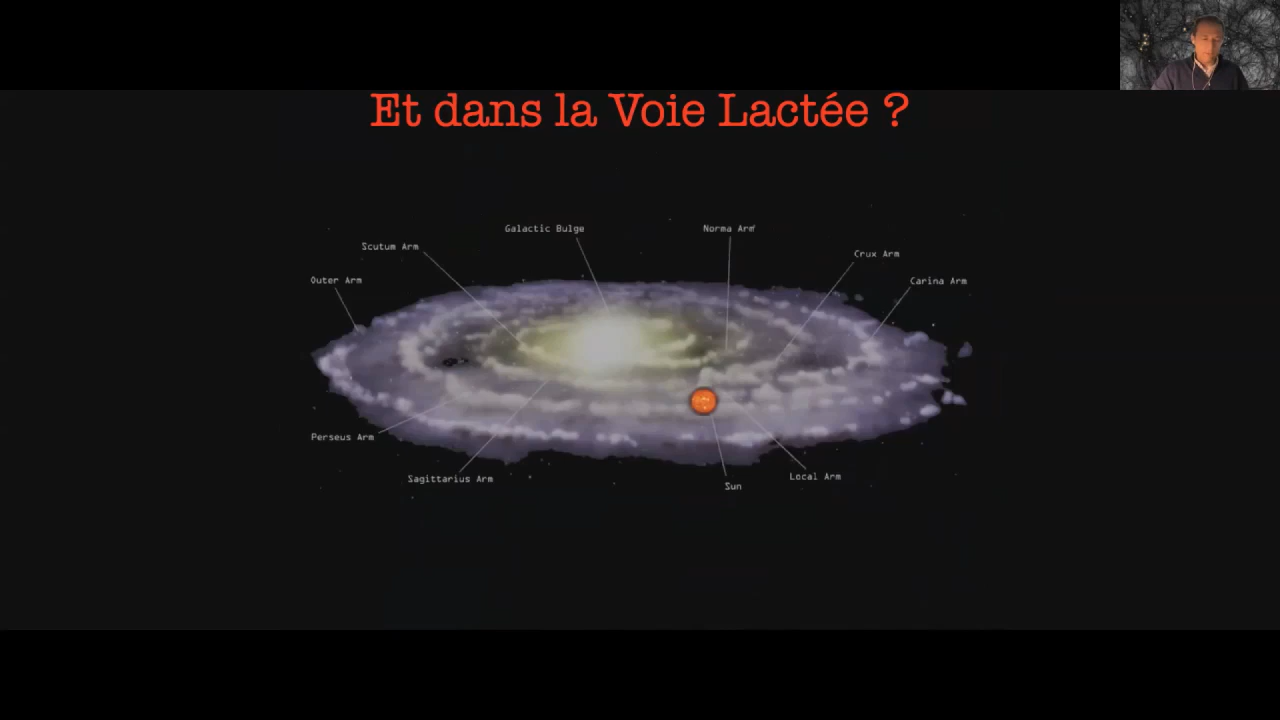 Et dans la Voie Lactée ?
Galactic Bulge
Norma Arm
Scutum Arm
Crux Arm
Outer Arm
Carina Arm
Perseus Arm
Sagittarius Arm
Local Arm
Sun